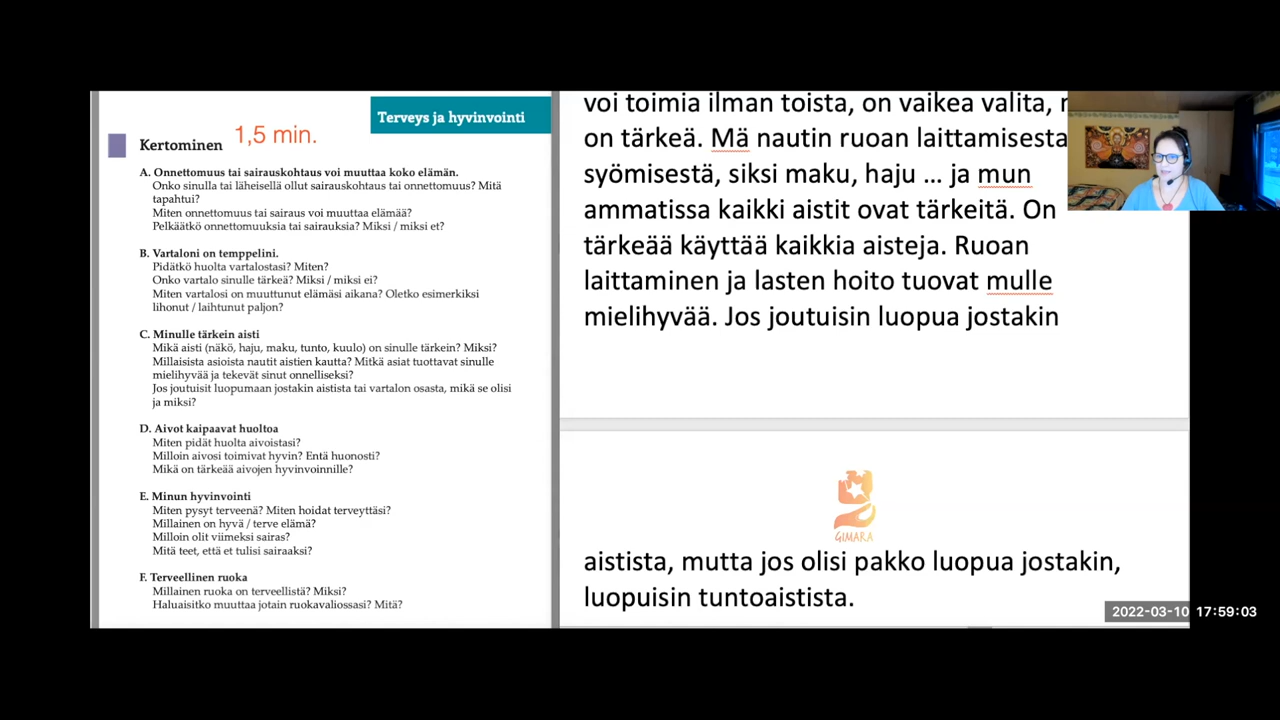 Terveys ja hyvinvointi
Kertominen 1,5 min.
A. Onnettomuus tai sairauskohtaus voi muuttaa koko elämän.
Onko sinulla tai läheisellä ollut sairauskohtaus tai onnettomuus? Mitä
tapahtui?
Miten onnettomuus tai sairaus voi muuttaa elämää?
Pelkäätkö onnettomuuksia tai sairauksia? Miksi / miksi et?
B. Vartaloni on temppelini.
Pidätkö huolta vartalostasi? Miten?
Onko vartalo sinulle tärkeä? Miksi / miksi ei?
Miten vartalosi on muuttunut elämäsi aikana? Oletko esimerkiksi
lihonut / laihtunut paljon?
C. Minulle tärkein aisti
Mikä aisti (näkö, haju, maku, tunto, kuulo) on sinulle tärkein? Miksi?
Millaisista asioista nautit aistien kautta? Mitkä asiat tuottavat sinulle
mielihyvää ja tekevät sinut onnelliseksi?
Jos joutuisit luopumaan jostakin aistista tai vartalon osasta, mikä se olisi
ja miksi?
D. Aivot kaipaavat huoltoa
Miten pidät huolta aivoistasi?
Milloin aivosi toimivat hyvin? Entä huonosti?
Mikä on tärkeää aivojen hyvinvoinnille?
E. Minun hyvinvointi
Miten pysyt terveenä? Miten hoidat terveyttäsi?
Millainen on hyvä / terve elämä?
Milloin olit viimeksi sairas?
Mitä teet, että et tulisi sairaaksi?
F. Terveellinen ruoka
Millainen ruoka on terveellistä? Miksi?
Haluaisitko muuttaa jotain ruokavaliossasi? Mitä?
voi toimia ilman toista, on vaikea valita,
on tärkeä. Mä nautin ruoan laittamisesta
syömisestä, siksi maku, haju … ja mun
ammatissa kaikki aistit ovat tärkeitä. On
tärkeää käyttää kaikkia aisteja. Ruoan
laittaminen ja lasten hoito tuovat mulle
mielihyvää. Jos joutuisin luopua jostakin
GIMARA
aistista, mutta jos olisi pakko luopua jostakin,
luopuisin tuntoaistista.
2022-03-10 17:59:03